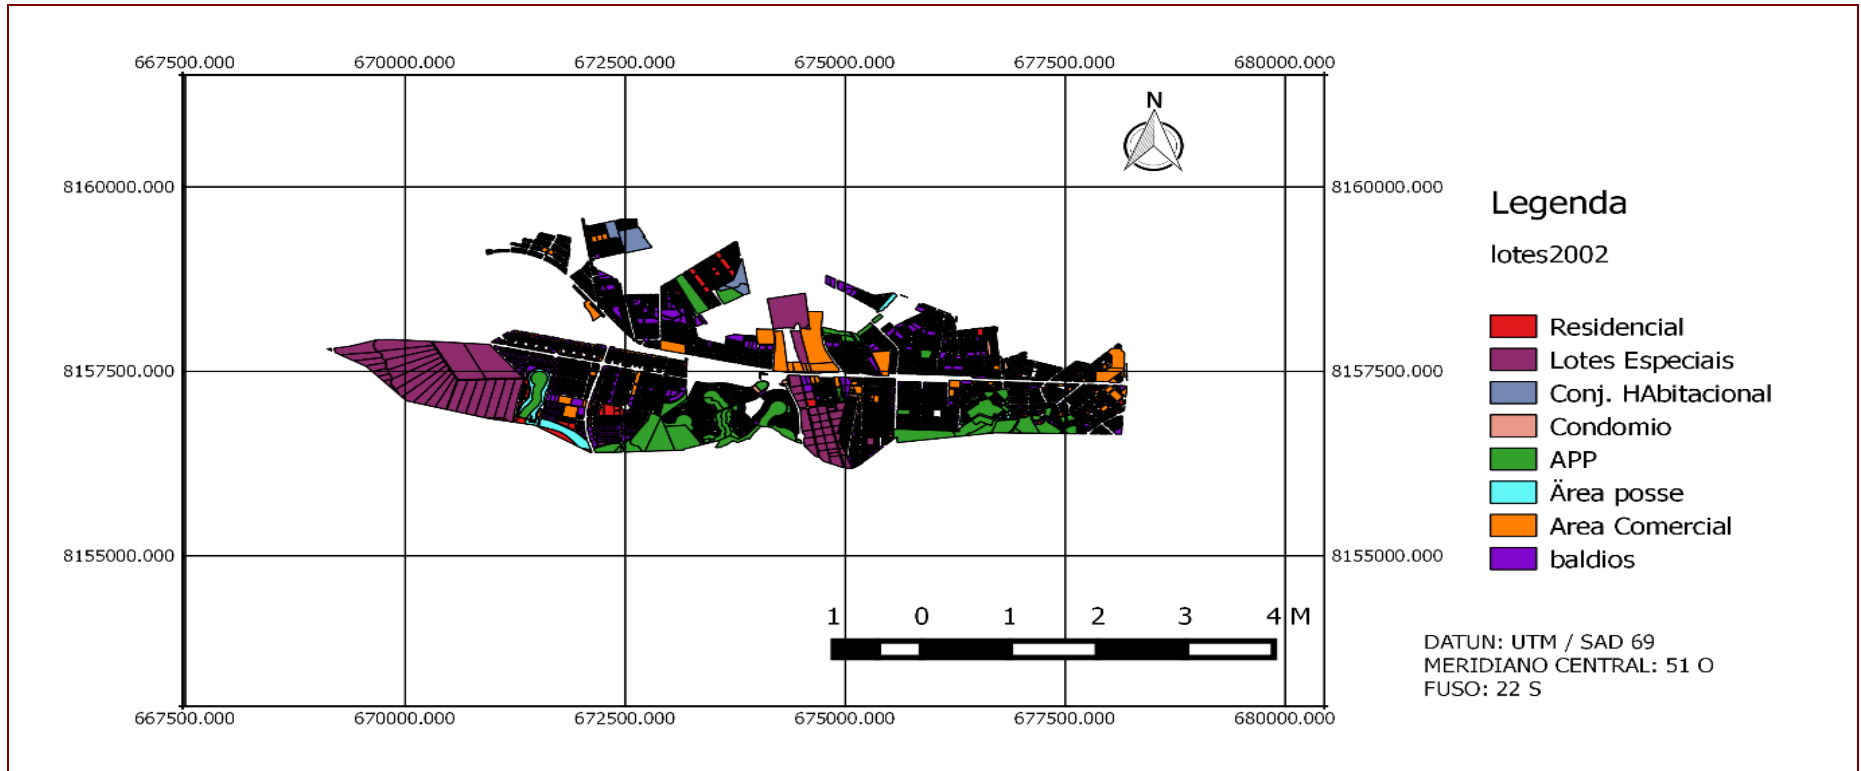 667500.000 670000.000 672500.000 675000.000 677500.000 680000.000
N
8160000.000 8160000.000
Legenda
lotes2002
Residencial
Lotes Especiais
8157500.000 8157500.000
Conj. HAbitacional
Condomio
APP
Ärea posse
Area Comercial
8155000.000 8155000.000
baldios
1 0 1 2 3 4 M
DATUN: UTM / SAD 69
MERIDIANO CENTRAL: 51 O
FUSO: 22 S
667500.000 670000.000 672500.000 675000.000 677500.000 680000.000